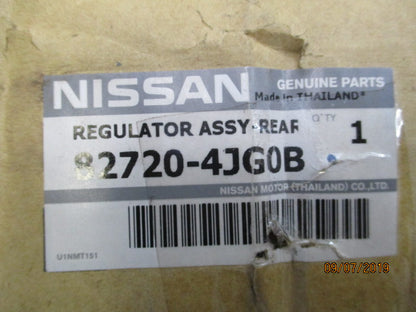 NISSAN
GENUINE PARTS
Made in THAILAND*
REGULATOR ASSY-REAR
Q`TY
1
82720-4JG0B
NISSAN MOTOR (THAILAND) CO.,LTD.
U1NMT151
09/07/2019